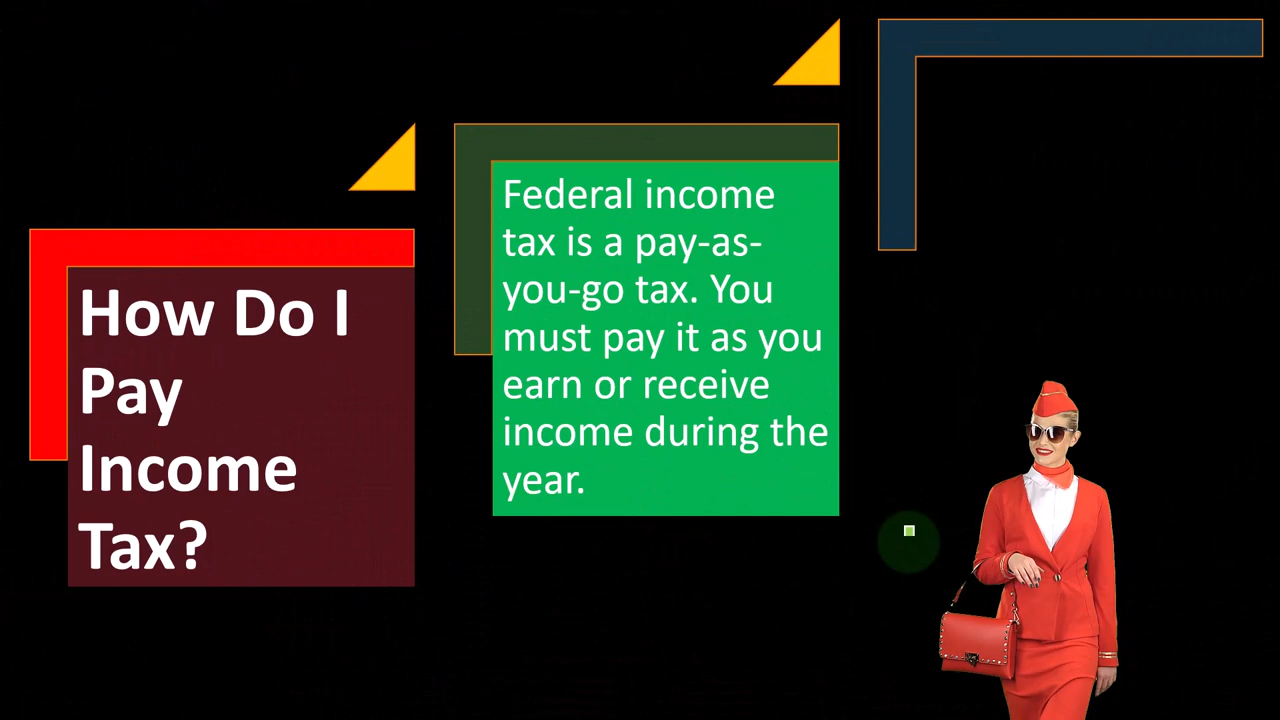 How Do I
Pay
Income
Tax?
Federal income
tax is a pay-as-
you-go tax. You
must pay it as you
earn or receive
income during the
year.